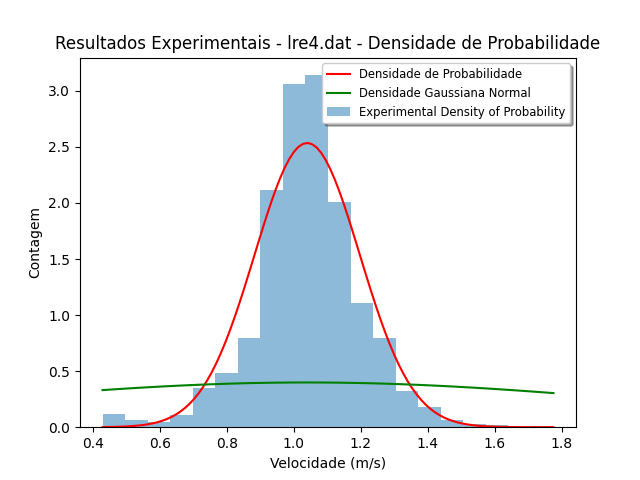 Resultados Experimentais - lre4.dat - Densidade de Probabilidade
Densidade de Probabilidade
Densidade Gaussiana Normal
Experimental Density of Probability
3.0
2.5
2.0
1.5
1.0
0.5
0.0
Contagem
0.4 0.6 0.8 1.0 1.2 1.4 1.6 1.8
Velocidade (m/s)